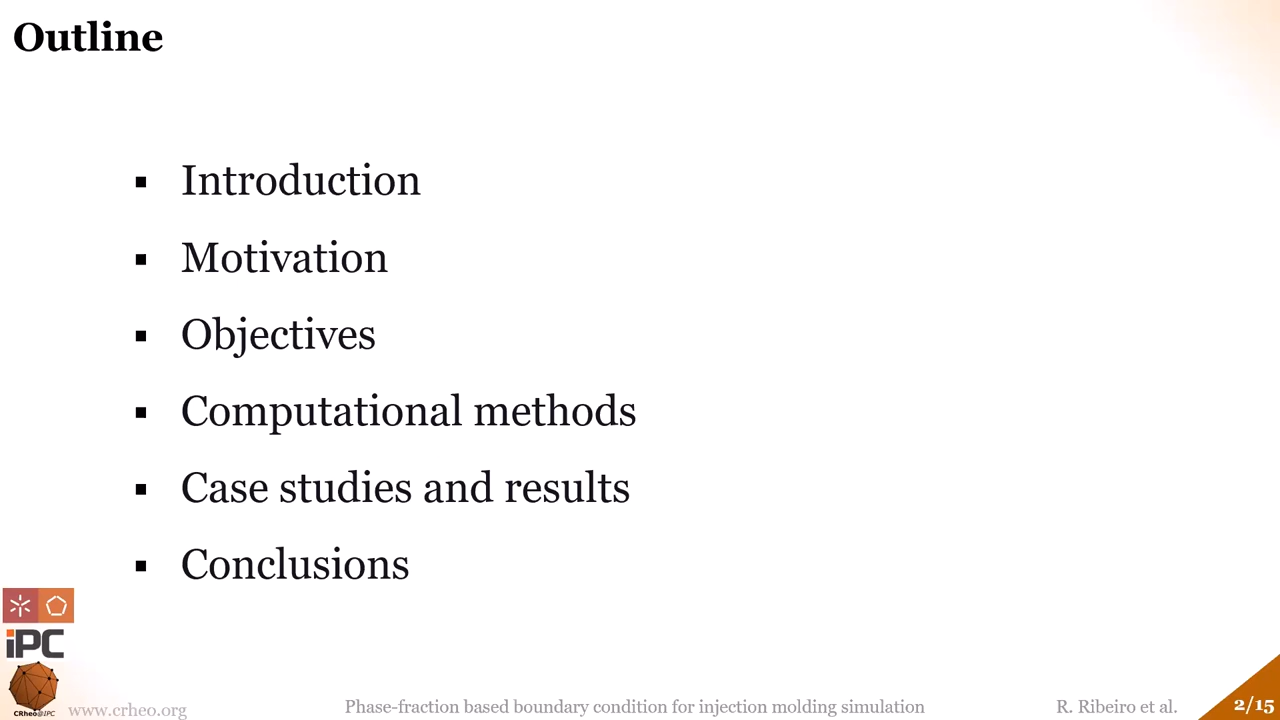 Outline
▪ Introduction
▪ Motivation
▪ Objectives
▪ Computational methods
▪ Case studies and results
▪ Conclusions
iPC
CRheo@IPC
www.crheo.org
Phase-fraction based boundary condition for injection molding simulation
R. Ribeiro et al.
2/15